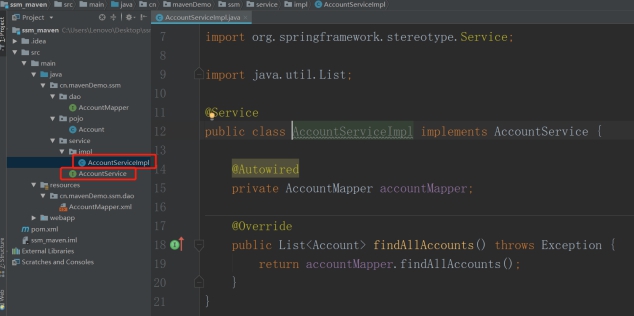 ssm_maven src main java cn mavenDemo ssm service impl AccountServiceImpl
Project
AccountServiceImpl.java
ssm_maven C:\Users\Lenovo\Desktop\ssm
.idea
src
main
java
cn.mavenDemo.ssm
dao
AccountMapper
pojo
Account
service
impl
AccountServiceImpl
AccountService
resources
cn.mavenDemo.ssm.dao
AccountMapper.xml
webapp
pom.xml
ssm_maven.iml
External Libraries
Scratches and Consoles
1: Project
Z: Structure
Web
7 import org.springframework.stereotype.Service;
8
9 import java.util.List;
10
11 @Service
12 public class AccountServiceImpl implements AccountService {
13
14 @Autowired
15 private AccountMapper accountMapper;
16
17 @Override
18 public List<Account> findAllAccounts() throws Exception {
19 return accountMapper.findAllAccounts();
20 }
21 }